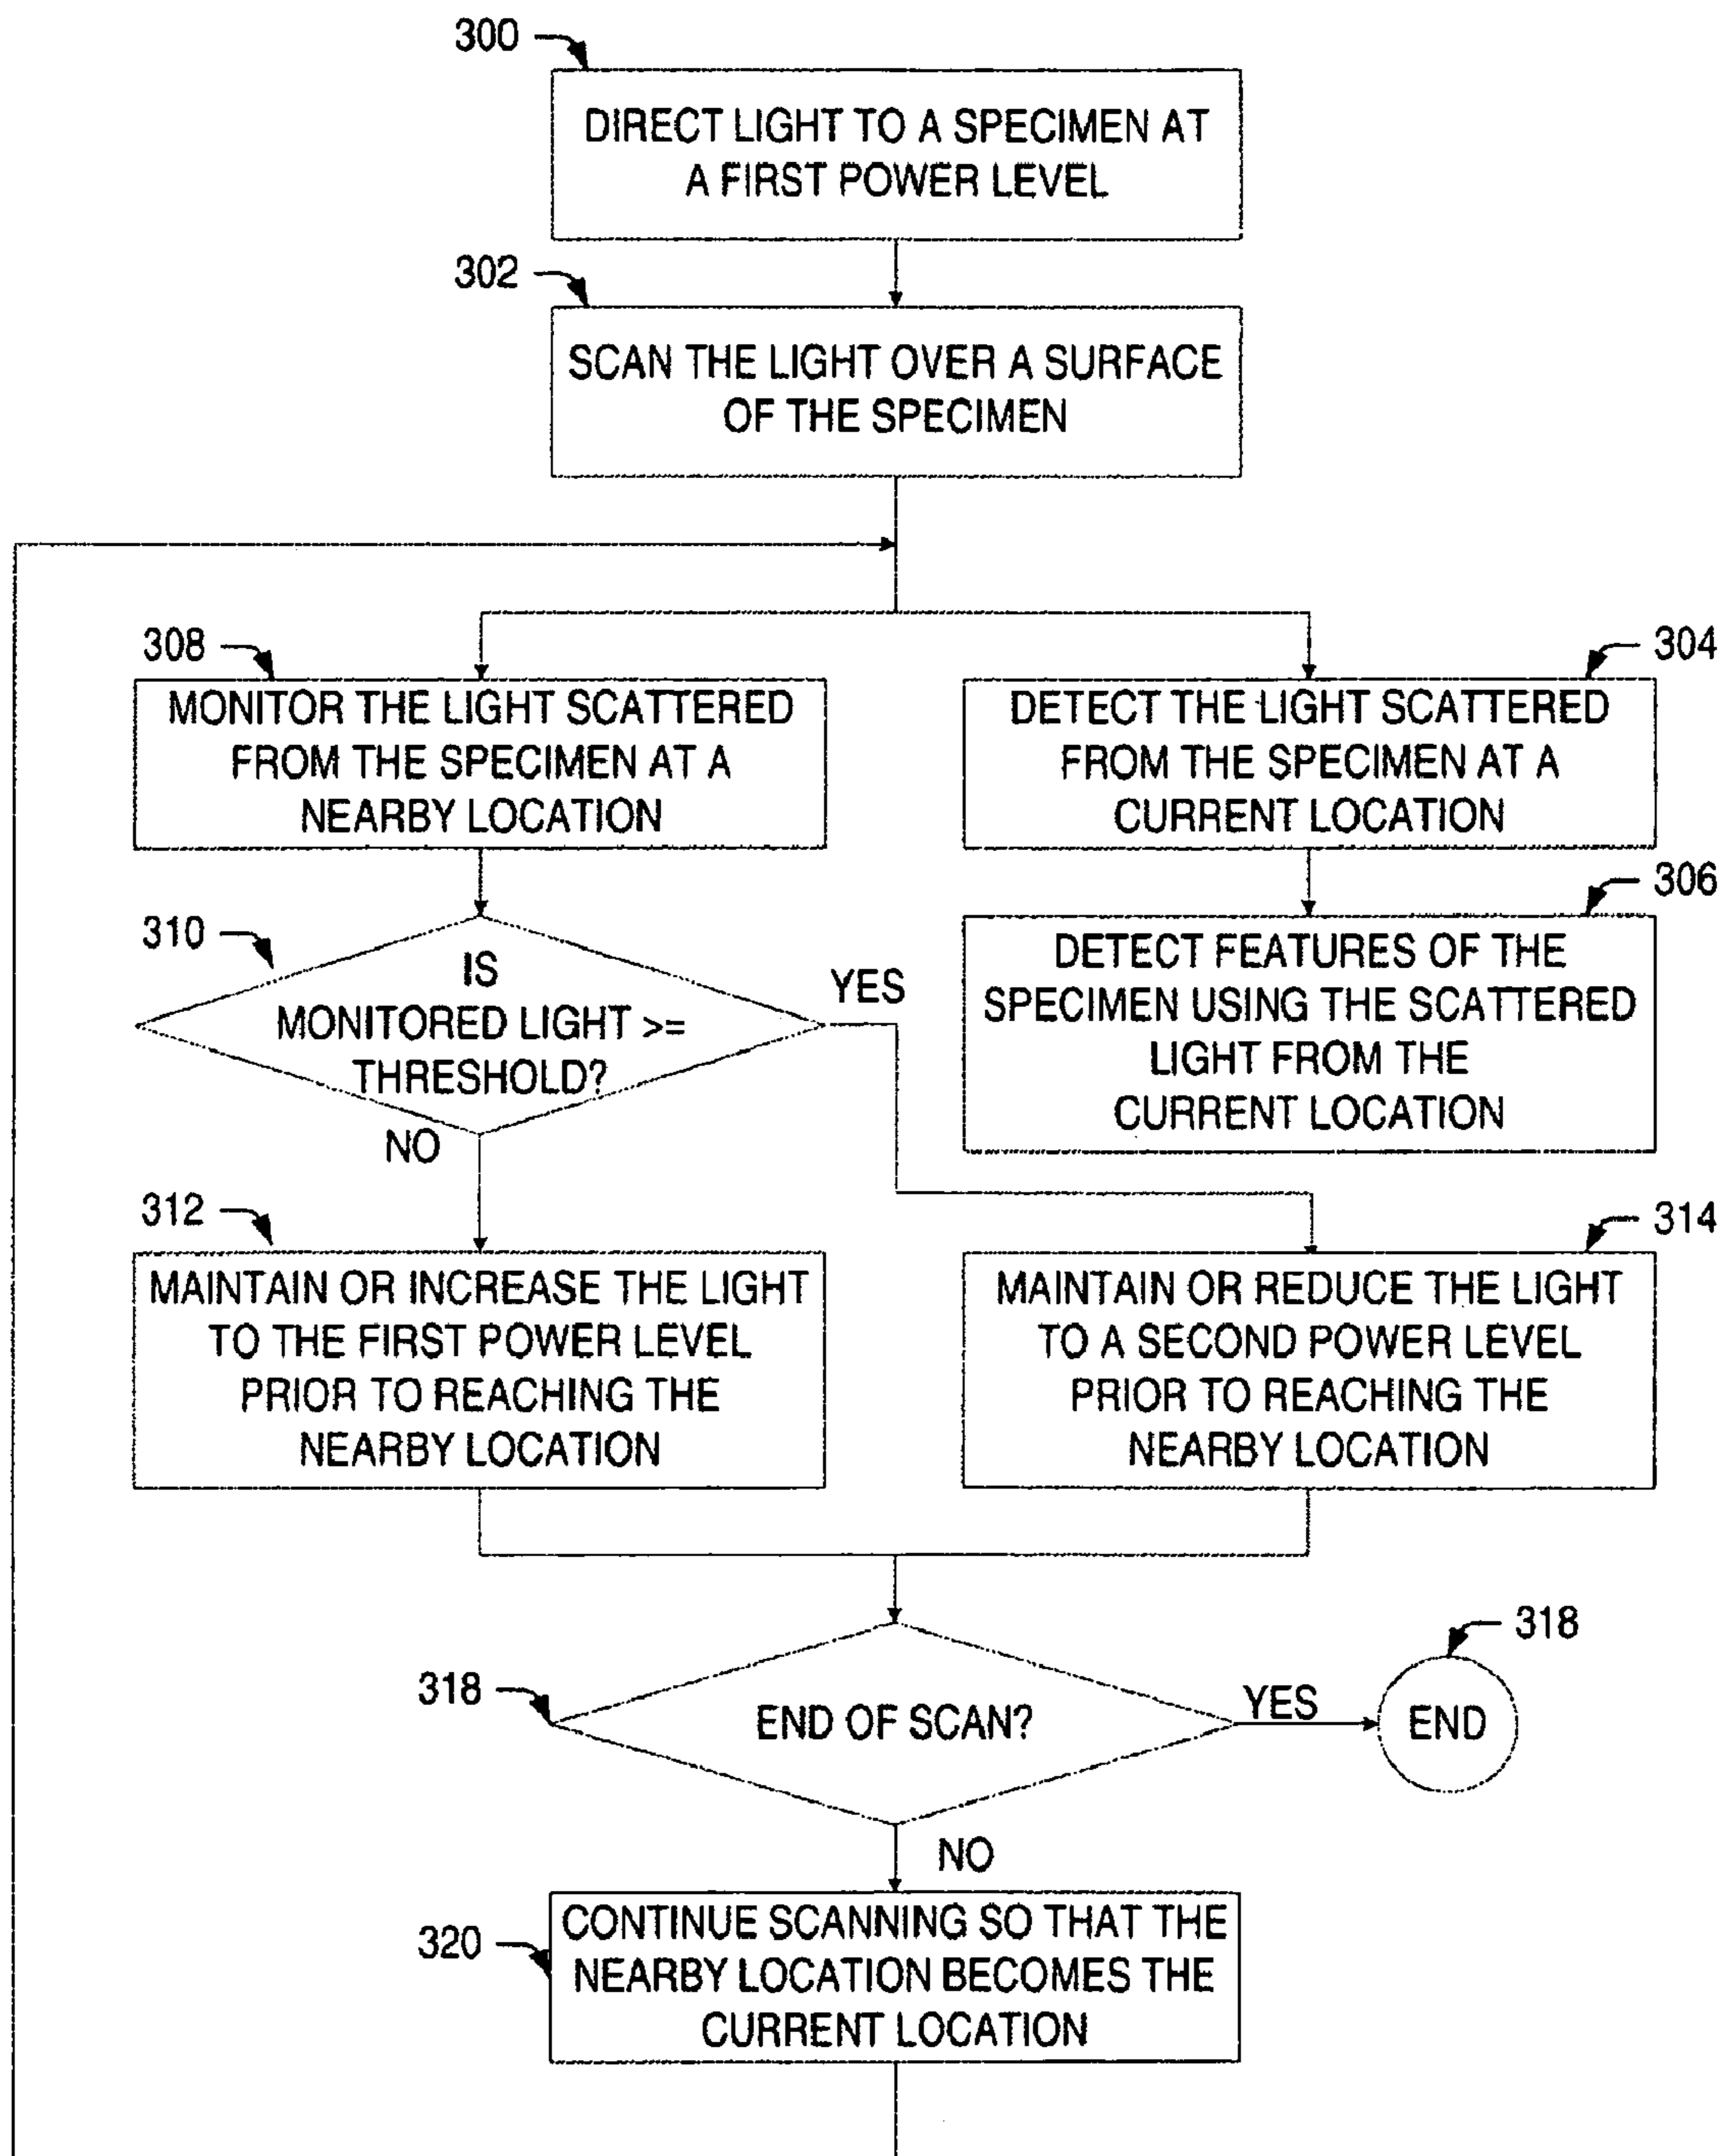 300
DIRECT LIGHT TO A SPECIMEN AT
A FIRST POWER LEVEL
302
SCAN THE LIGHT OVER A SURFACE
OF THE SPECIMEN
308
MONITOR THE LIGHT SCATTERED
FROM THE SPECIMEN AT A
NEARBY LOCATION
304
DETECT THE LIGHT SCATTERED
FROM THE SPECIMEN AT A
CURRENT LOCATION
306
DETECT FEATURES OF THE
SPECIMEN USING THE SCATTERED
LIGHT FROM THE
CURRENT LOCATION
310
IS
MONITORED LIGHT >=
THRESHOLD?
YES
NO
312
MAINTAIN OR INCREASE THE LIGHT
TO THE FIRST POWER LEVEL
PRIOR TO REACHING THE
NEARBY LOCATION
314
MAINTAIN OR REDUCE THE LIGHT
TO A SECOND POWER LEVEL
PRIOR TO REACHING THE
NEARBY LOCATION
318
END OF SCAN?
YES
318
END
NO
320
CONTINUE SCANNING SO THAT THE
NEARBY LOCATION BECOMES THE
CURRENT LOCATION